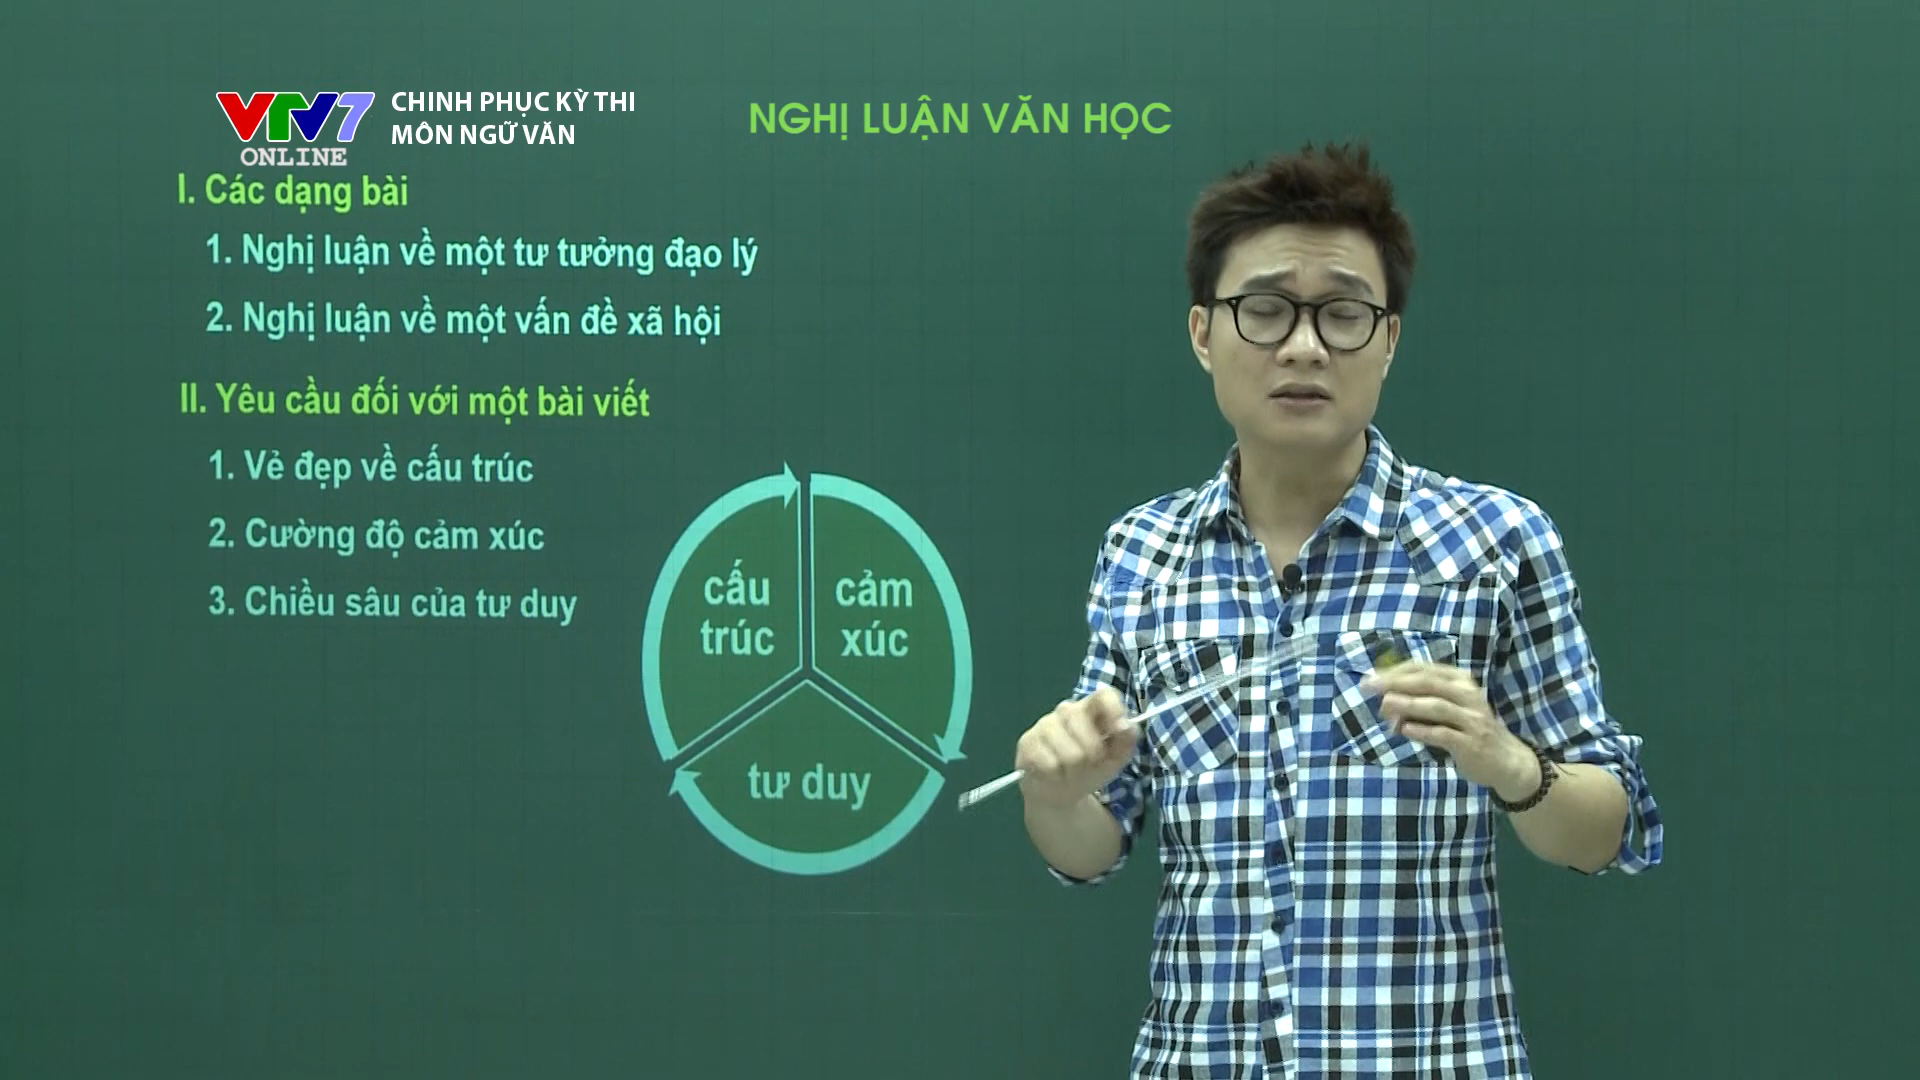 VTV7
ONLINE
CHINH PHỤC KỲ THI
MÔN NGỮ VĂN
NGHỊ LUẬN VĂN HỌC
I. Các dạng bài
1. Nghị luận về một tư tưởng đạo lý
2. Nghị luận về một vấn đề xã hội
II. Yêu cầu đối với một bài viết
1. Vẻ đẹp về cấu trúc
2. Cường độ cảm xúc
3. Chiều sâu của tư duy
cấu
trúc
cảm
xúc
tư duy